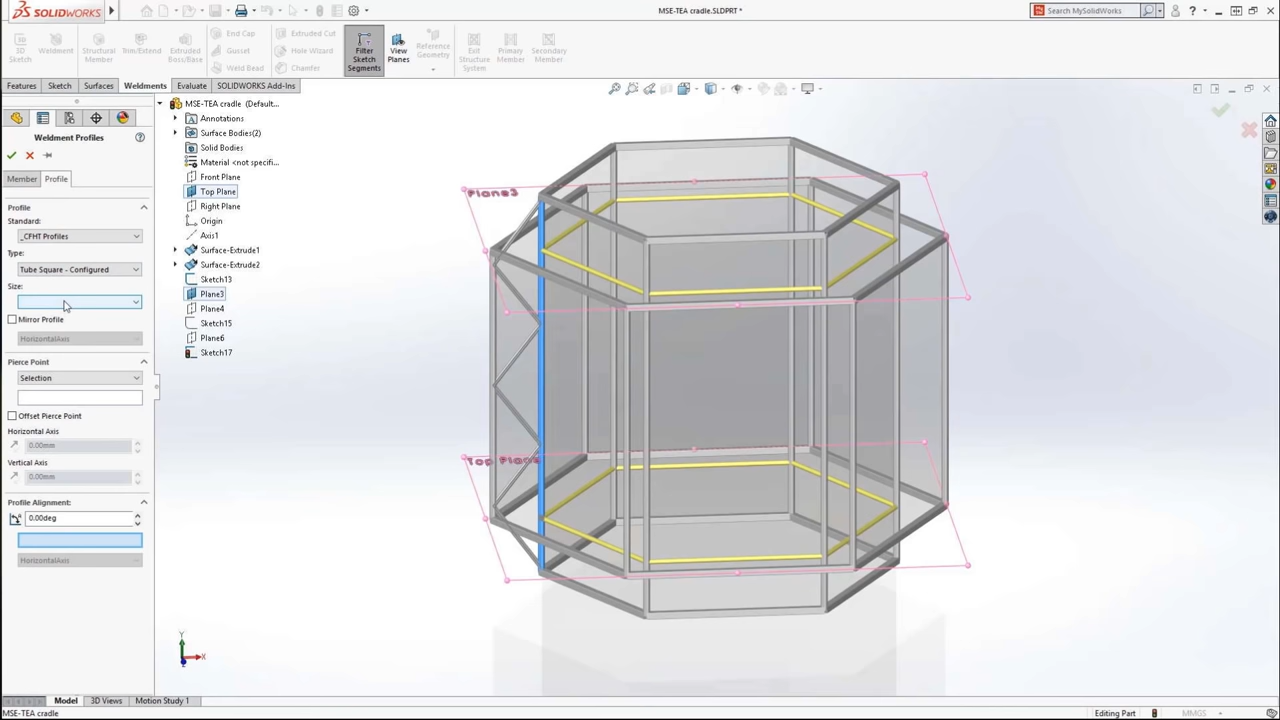 SOLIDWORKS
MSE-TEA cradle.SLDPRT *
Search MySolidWorks
3D Sketch
Weldment
Structural Member
Trim/Extend
Extruded Boss/Base
End Cap
Gusset
Weld Bead
Extruded Cut
Hole Wizard
Chamfer
Filter Sketch Segments
View Planes
Reference Geometry
Exit Structure System
Primary Member
Secondary Member
Features
Sketch
Surfaces
Weldments
Evaluate
SOLIDWORKS Add-Ins
Weldment Profiles
Member
Profile
Profile
Standard:
_CFHT Profiles
Type:
Tube Square - Configured
Size:
Mirror Profile
HorizontalAxis
Pierce Point
Selection
Offset Pierce Point
Horizontal Axis
0.00mm
Vertical Axis
0.00mm
Profile Alignment:
0.00deg
HorizontalAxis
MSE-TEA cradle (Default...
Annotations
Surface Bodies(2)
Solid Bodies
Material <not specifi...
Front Plane
Top Plane
Right Plane
Origin
Axis1
Surface-Extrude1
Surface-Extrude2
Sketch13
Plane3
Plane4
Sketch15
Plane6
Sketch17
Plane3
Top Plane
Y
X
Model
3D Views
Motion Study 1
MSE-TEA cradle
Editing Part
MMGS